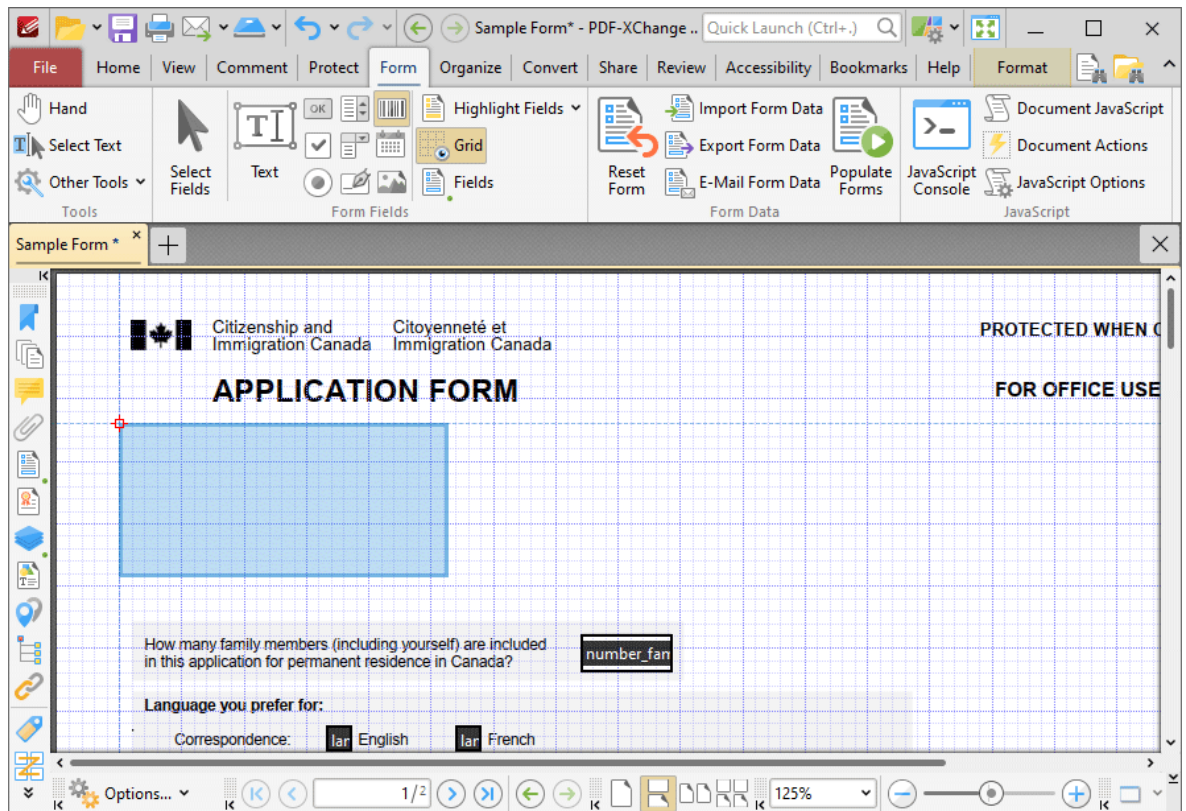 Sample Form* - PDF-XChange ..
Quick Launch (Ctrl+.)
File Home View Comment Protect Form Organize Convert Share Review Accessibility Bookmarks Help Format
Hand
Select Text
Other Tools
Tools
Select Fields
Text
OK
Highlight Fields
Grid
Fields
Form Fields
Reset Form
Import Form Data
Export Form Data
E-Mail Form Data
Populate Forms
Form Data
JavaScript Console
Document JavaScript
Document Actions
JavaScript Options
JavaScript
Sample Form *
Citizenship and Immigration Canada
Citoyenneté et Immigration Canada
PROTECTED WHEN
APPLICATION FORM
FOR OFFICE USE
How many family members (including yourself) are included
in this application for permanent residence in Canada?
number_fam
Language you prefer for:
Correspondence: lar English lar French
Options...
1/2
125%